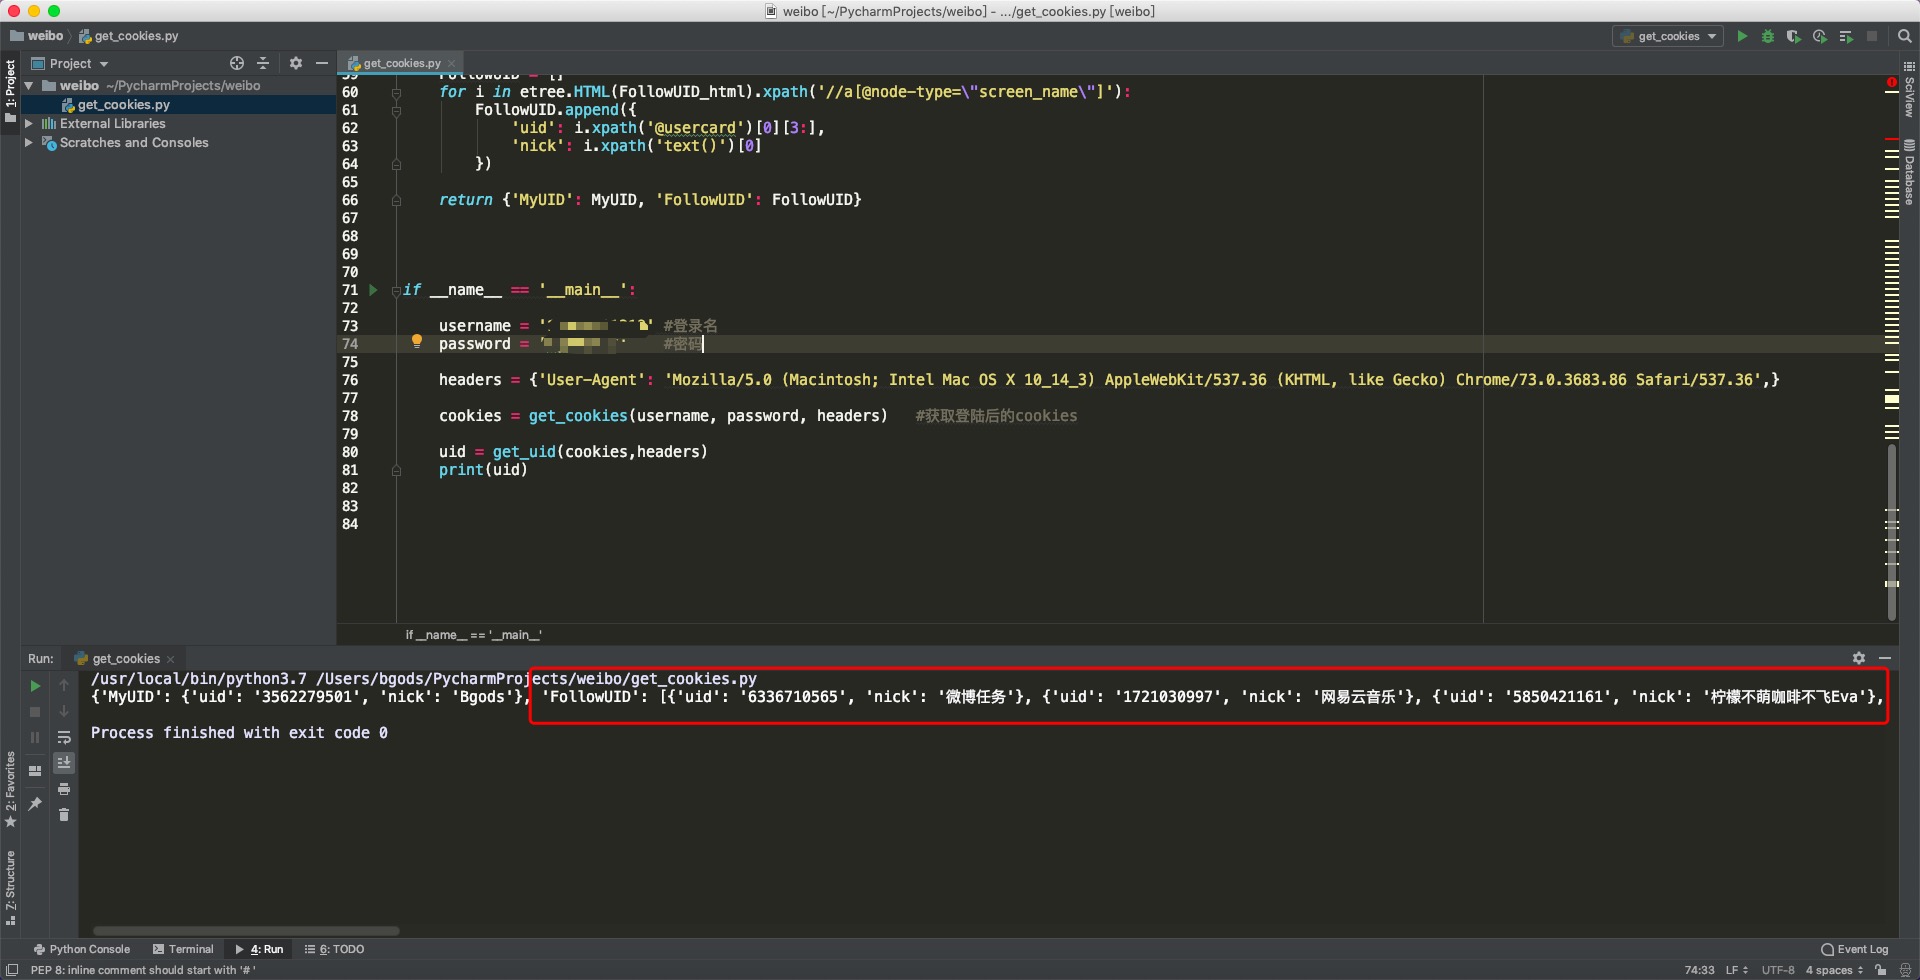 weibo [~/PycharmProjects/weibo] - .../get_cookies.py [weibo]
weibo
get_cookies.py
get_cookies
1: Project
Project
get_cookies.py
weibo ~/PycharmProjects/weibo
get_cookies.py
External Libraries
Scratches and Consoles
60 for i in etree.HTML(FollowUID_html).xpath('//a[@node-type=\"screen_name\"]'):
61 FollowUID.append({
62 'uid': i.xpath('@usercard')[0][3:],
63 'nick': i.xpath('text()')[0]
64 })
65
66 return {'MyUID': MyUID, 'FollowUID': FollowUID}
67
68
69
70
71 if __name__ == '__main__':
72
73 username = ' ' #登录名
74 password = ' ' #密码
75
76 headers = {'User-Agent': 'Mozilla/5.0 (Macintosh; Intel Mac OS X 10_14_3) AppleWebKit/537.36 (KHTML, like Gecko) Chrome/73.0.3683.86 Safari/537.36',}
77
78 cookies = get_cookies(username, password, headers) #获取登陆后的cookies
79
80 uid = get_uid(cookies,headers)
81 print(uid)
82
83
84
if __name__ == '__main__'
SciView
Database
Run: get_cookies
/usr/local/bin/python3.7 /Users/bgods/PycharmProjects/weibo/get_cookies.py
{'MyUID': {'uid': '3562279501', 'nick': 'Bgods'}, 'FollowUID': [{'uid': '6336710565', 'nick': '微博任务'}, {'uid': '1721030997', 'nick': '网易云音乐'}, {'uid': '5850421161', 'nick': '柠檬不萌咖啡不飞Eva'},
Process finished with exit code 0
2: Favorites
Z: Structure
Python Console
Terminal
4: Run
6: TODO
Event Log
PEP 8: inline comment should start with '# '
74:33 LF UTF-8 4 spaces